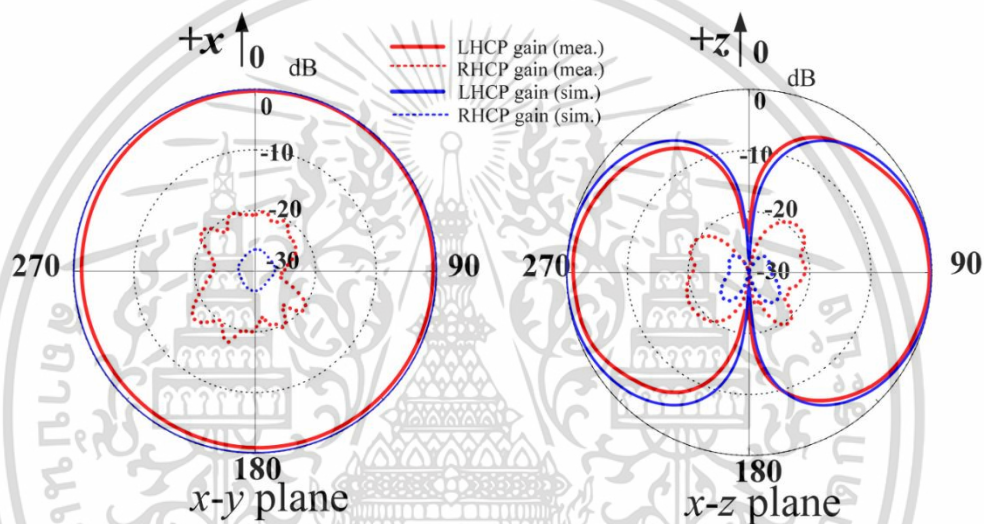 +x 0 dB
LHCP gain (mea.)
RHCP gain (mea.)
LHCP gain (sim.)
RHCP gain (sim.)
0
-10
-20
-30
270
90
180
x-y plane
+z 0 dB
0
-10
-20
-30
270
90
180
x-z plane